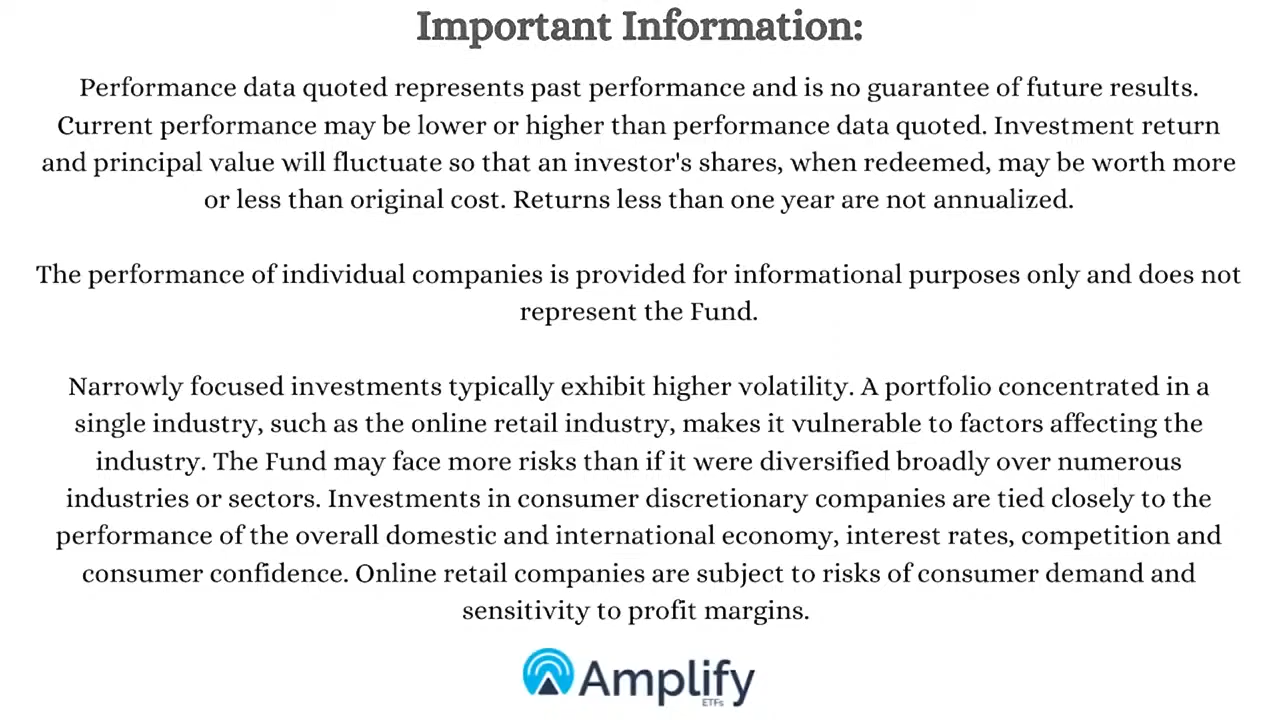 Important Information:
Performance data quoted represents past performance and is no guarantee of future results.
Current performance may be lower or higher than performance data quoted. Investment return
and principal value will fluctuate so that an investor's shares, when redeemed, may be worth more
or less than original cost. Returns less than one year are not annualized.
The performance of individual companies is provided for informational purposes only and does not
represent the Fund.
Narrowly focused investments typically exhibit higher volatility. A portfolio concentrated in a
single industry, such as the online retail industry, makes it vulnerable to factors affecting the
industry. The Fund may face more risks than if it were diversified broadly over numerous
industries or sectors. Investments in consumer discretionary companies are tied closely to the
performance of the overall domestic and international economy, interest rates, competition and
consumer confidence. Online retail companies are subject to risks of consumer demand and
sensitivity to profit margins.
Amplify
ETFs